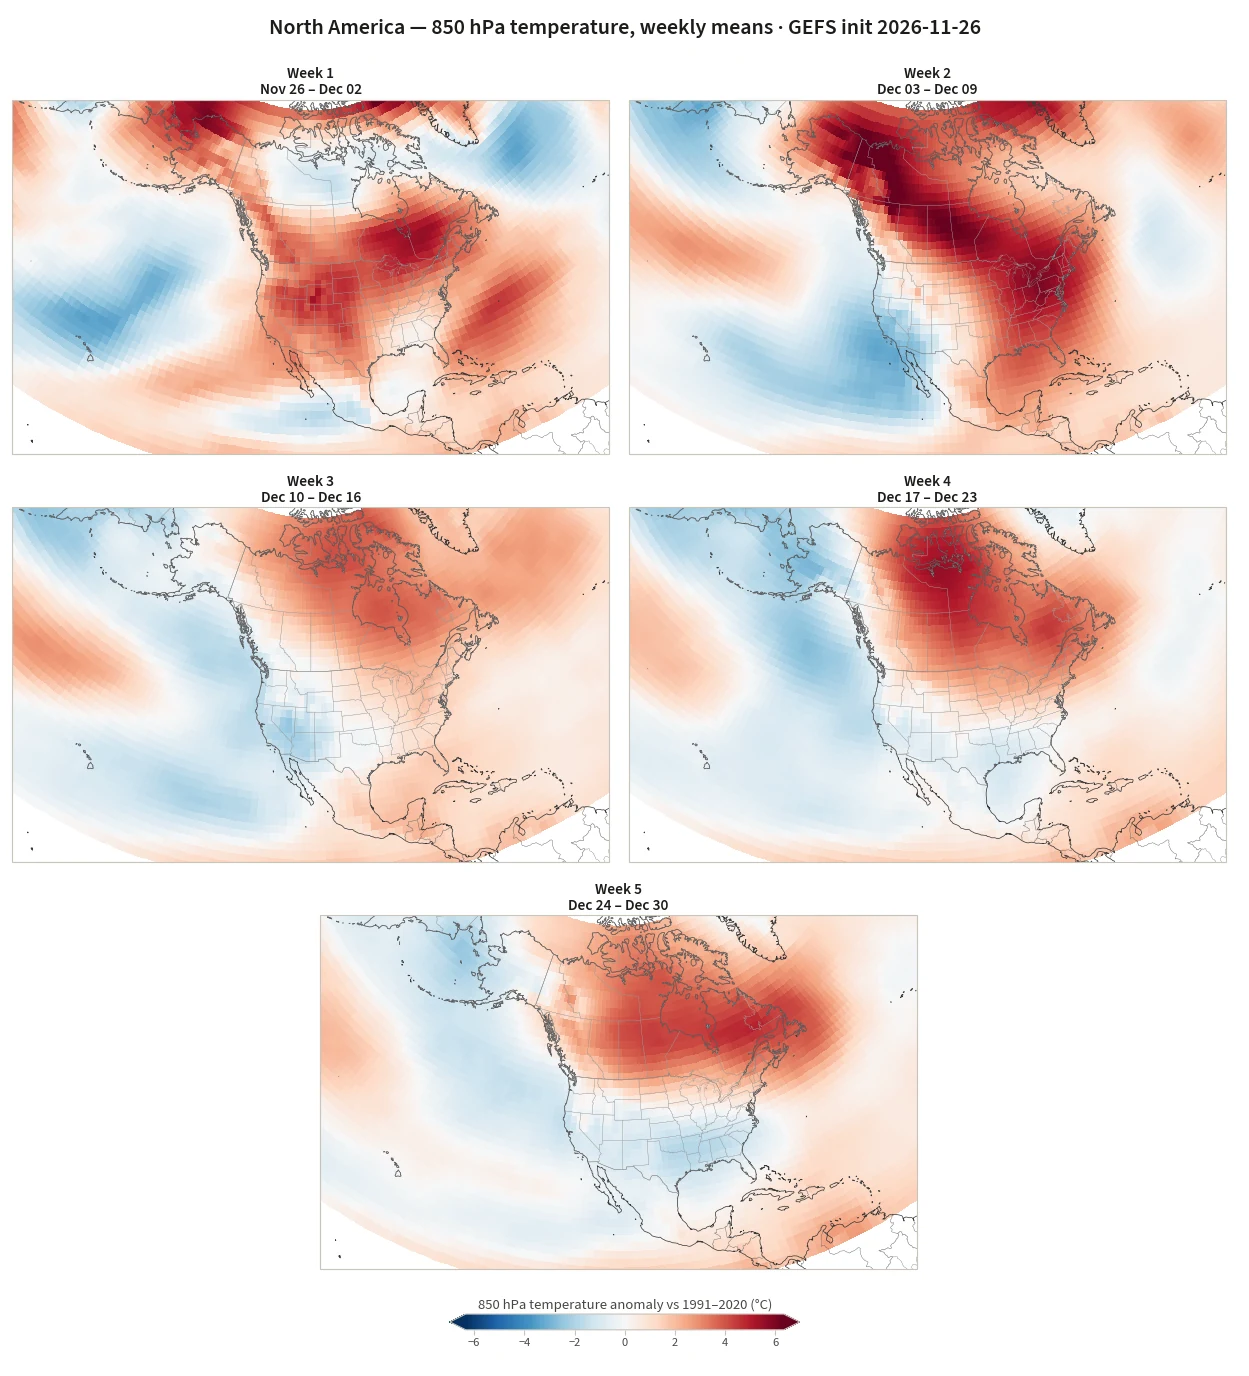 North America — 850 hPa temperature, weekly means · GEFS init 2026-11-26
Week 1
Nov 26 – Dec 02
Week 2
Dec 03 – Dec 09
Week 3
Dec 10 – Dec 16
Week 4
Dec 17 – Dec 23
Week 5
Dec 24 – Dec 30
850 hPa temperature anomaly vs 1991–2020 (°C)
−6 −4 −2 0 2 4 6